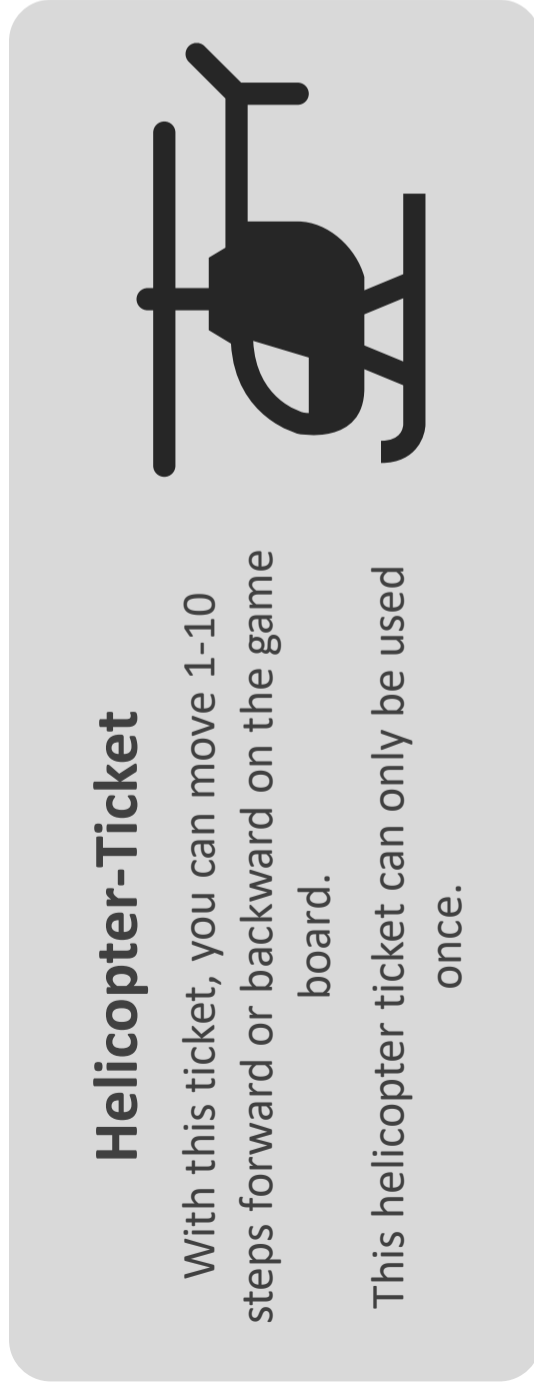 Helicopter-Ticket
With this ticket, you can move 1-10
steps forward or backward on the game
board.
This helicopter ticket can only be used
once.